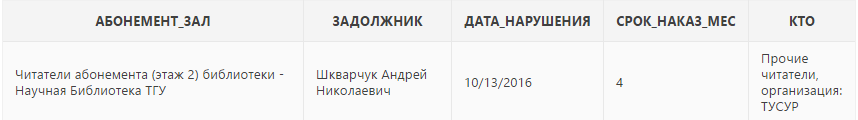 АБОНЕМЕНТ_ЗАЛ ЗАДОЛЖНИК ДАТА_НАРУШЕНИЯ СРОК_НАКАЗ_МЕС КТО
Читатели абонемента (этаж 2) библиотеки -
Научная Библиотека ТГУ
Шкварчук Андрей
Николаевич
10/13/2016
4
Прочие
читатели,
организация:
ТУСУР